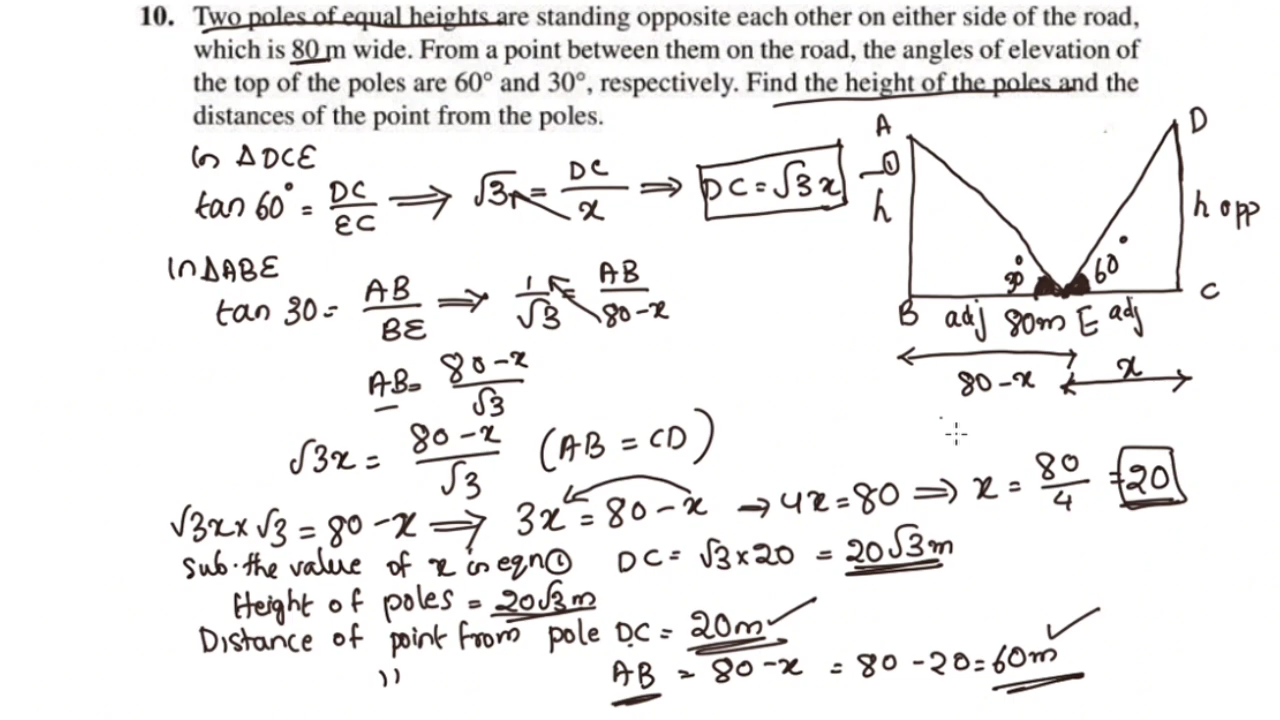 10. Two poles of equal heights are standing opposite each other on either side of the road,
which is 80 m wide. From a point between them on the road, the angles of elevation of
the top of the poles are 60° and 30°, respectively. Find the height of the poles and the
distances of the point from the poles.
In ΔDCE
tan 60° = DC/EC ⟹ √3 = DC/x ⟹ DC = √3x —①
In ΔABE
tan 30 = AB/BE ⟹ 1/√3 = AB/80-x
AB = 80-x/√3
√3x = 80-x/√3 (AB = CD)
√3x × √3 = 80-x ⟹ 3x = 80-x → 4x = 80 ⟹ x = 80/4 = 20
Sub. the value of x in eqn① DC = √3×20 = 20√3m
Height of poles = 20√3m
Distance of point from pole DC = 20m ✓
)) AB = 80-x = 80-20 = 60m ✓
A D
h h opp
30° 60°
B adj 80m E adj C
80-x x